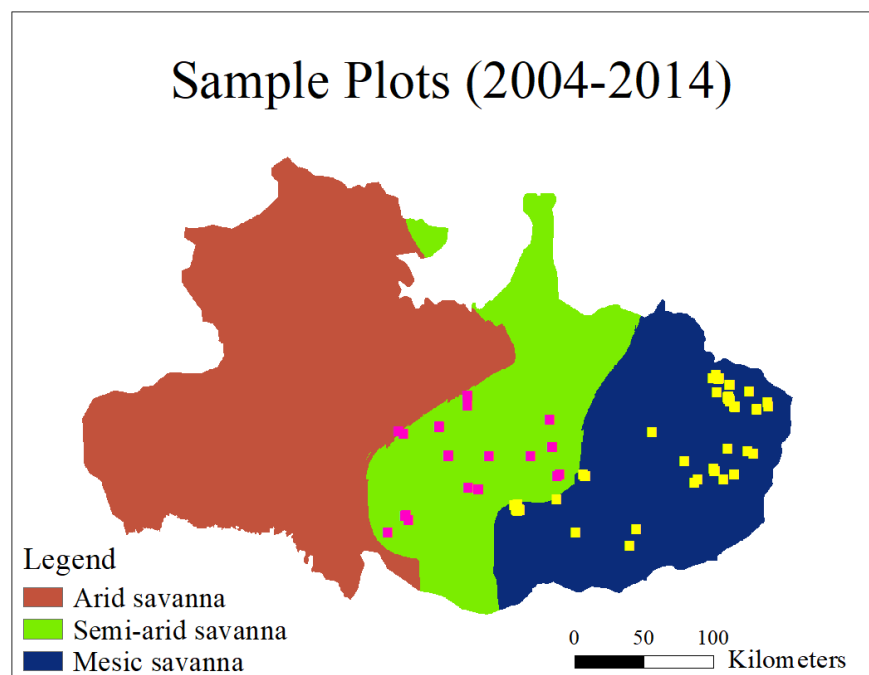 Sample Plots (2004-2014)
Legend
Arid savanna
Semi-arid savanna
Mesic savanna
0 50 100
Kilometers